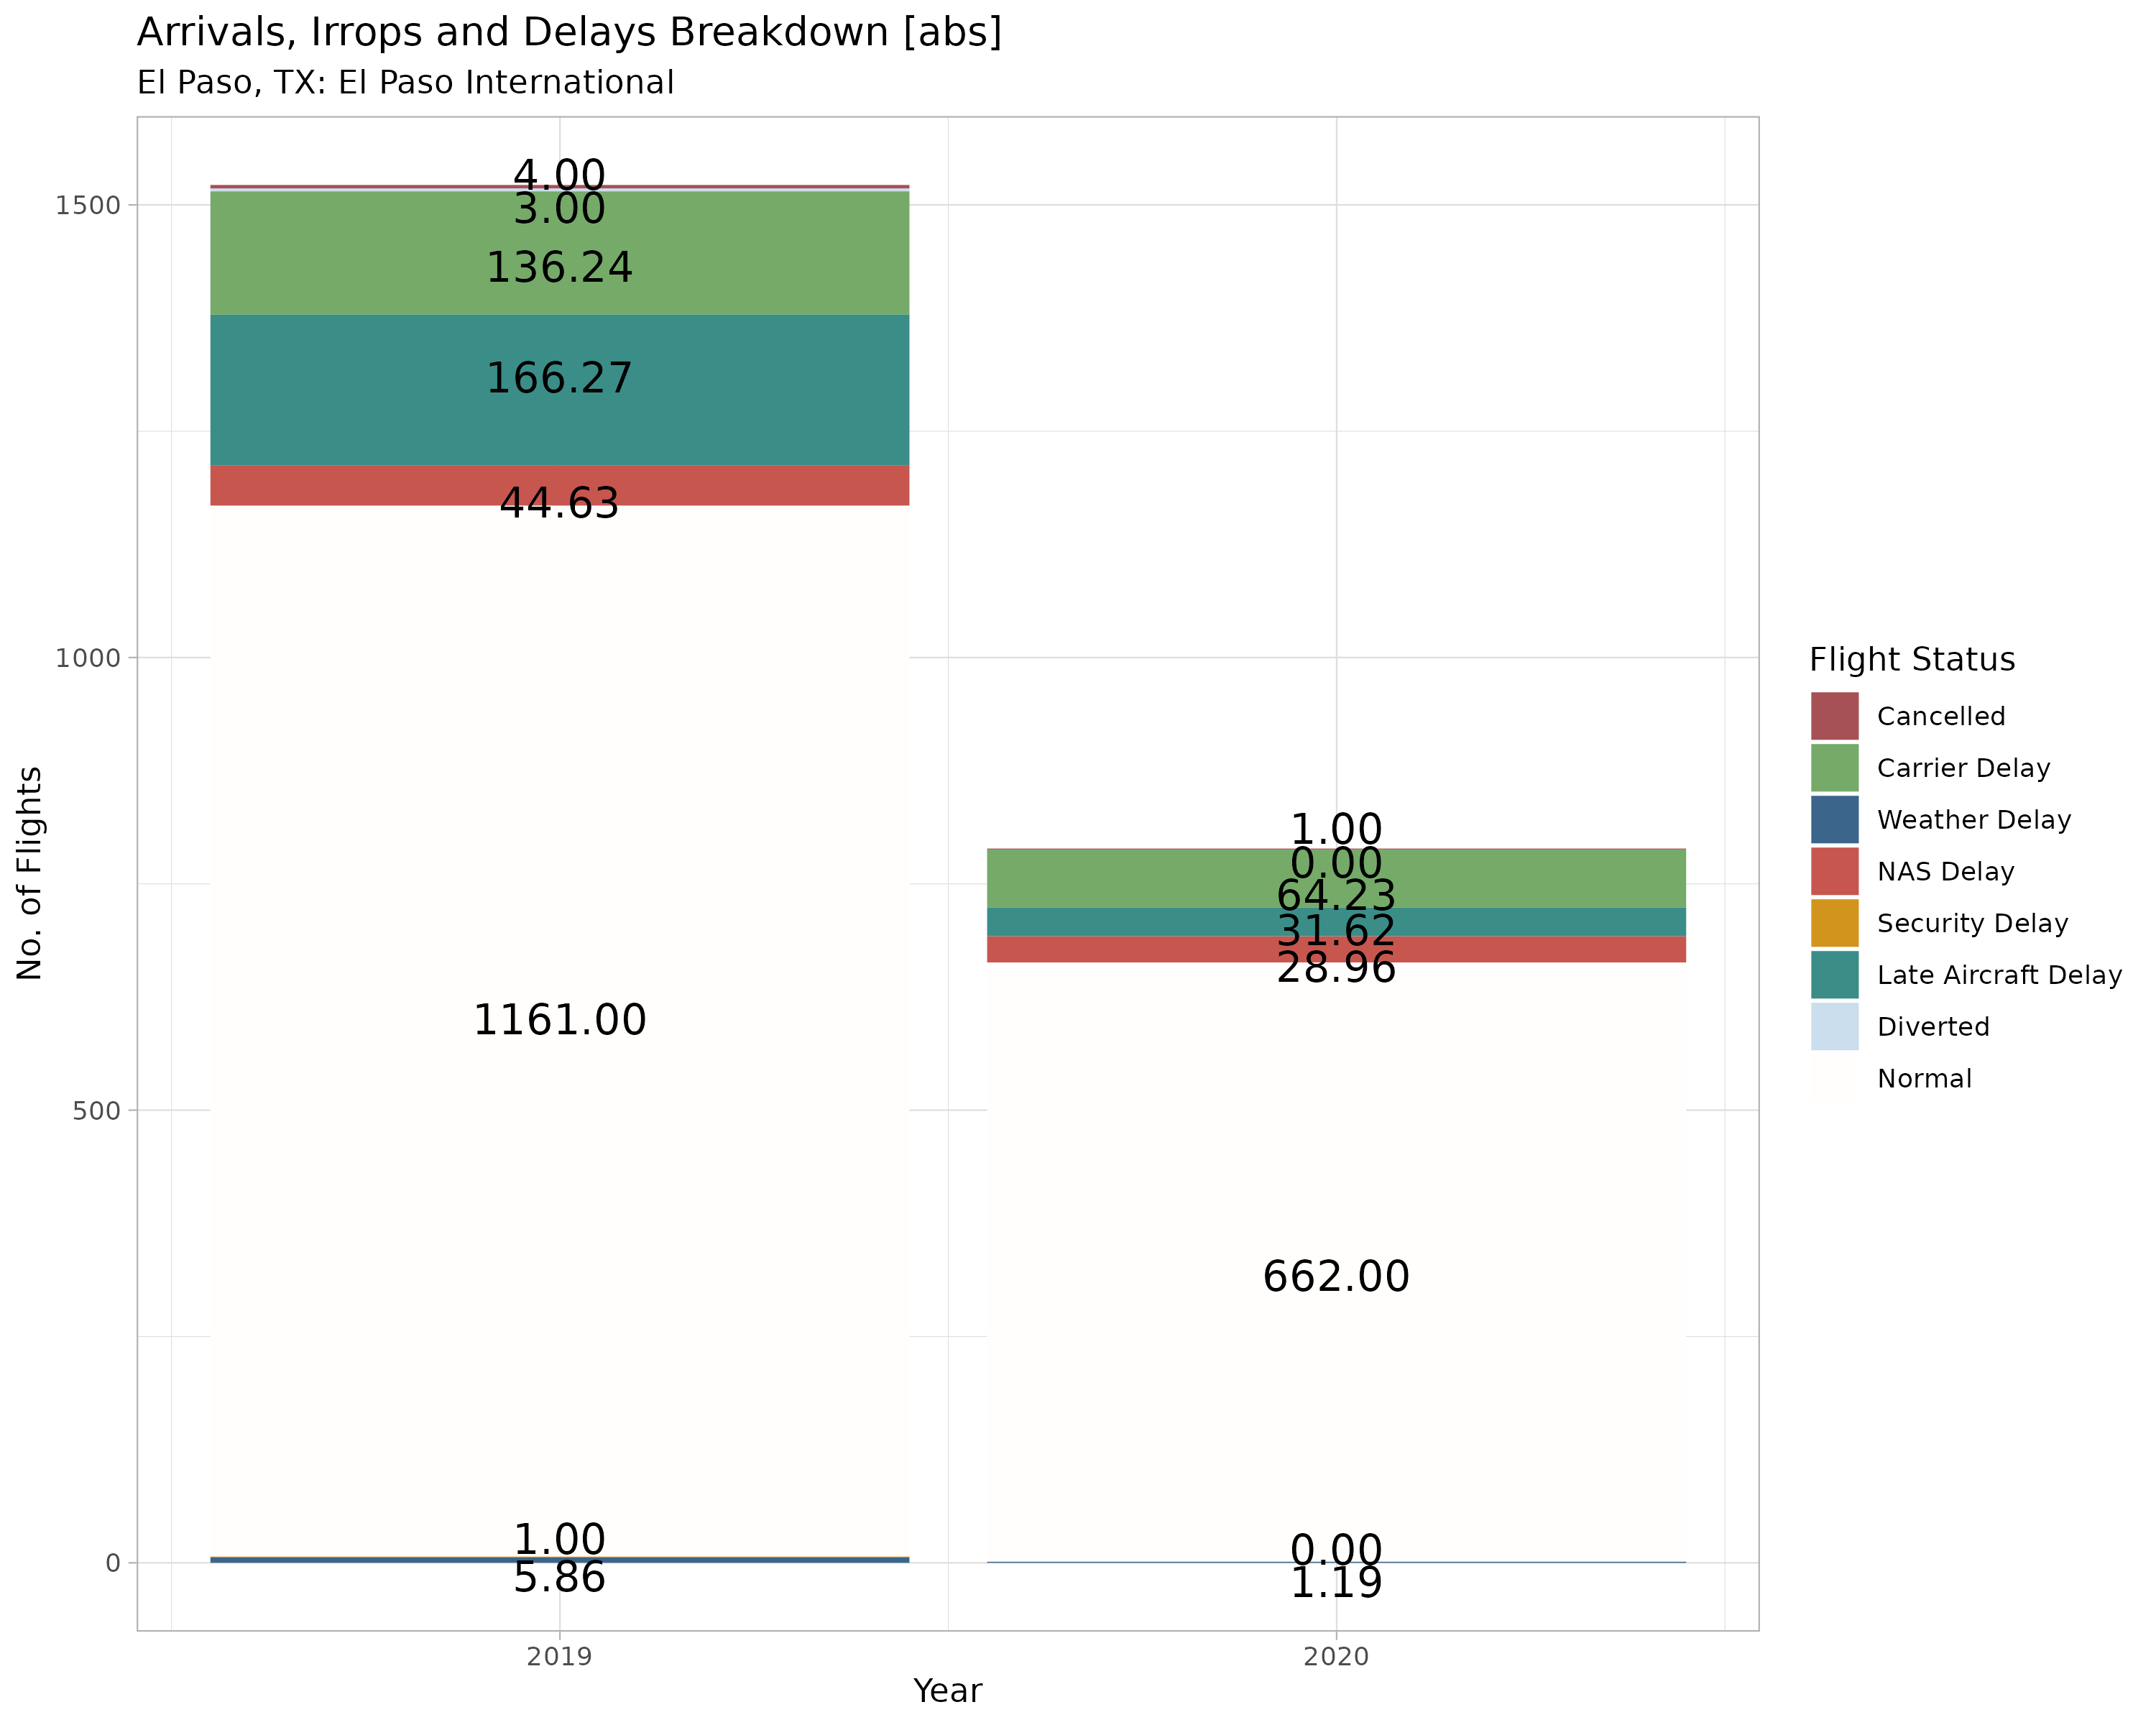 Arrivals, Irrops and Delays Breakdown [abs]
El Paso, TX: El Paso International
No. of Flights
1500
1000
500
0
4.00
3.00
136.24
166.27
44.63
1161.00
1.00
5.86
1.00
0.00
64.23
31.62
28.96
662.00
0.00
1.19
2019
2020
Year
Flight Status
Cancelled
Carrier Delay
Weather Delay
NAS Delay
Security Delay
Late Aircraft Delay
Diverted
Normal